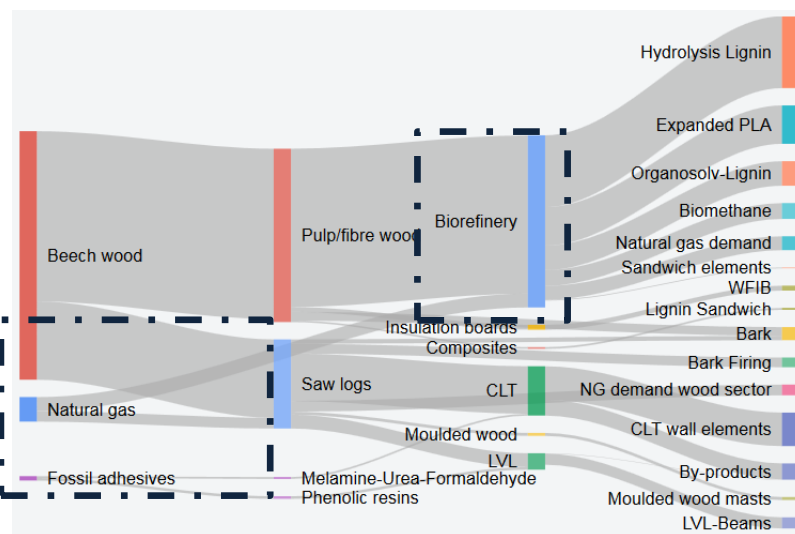 Hydrolysis Lignin
Expanded PLA
Organosolv-Lignin
Biorefinery
Biomethane
Pulp/fibre wood
Natural gas demand
Beech wood
Sandwich elements
WFIB
Lignin Sandwich
Insulation boards
Bark
Composites
Bark Firing
Saw logs
CLT
NG demand wood sector
Natural gas
CLT wall elements
Moulded wood
LVL
By-products
Fossil adhesives
Melamine-Urea-Formaldehyde
Phenolic resins
Moulded wood masts
LVL-Beams